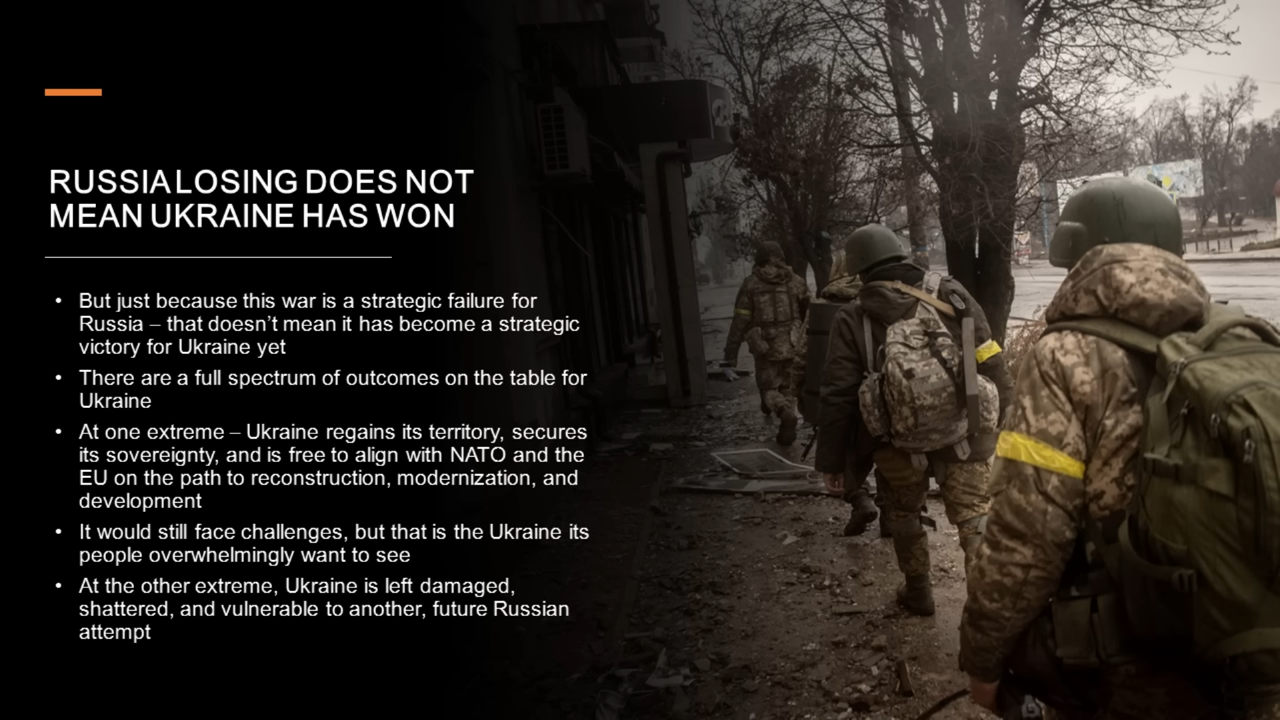 RUSSIA LOSING DOES NOT
MEAN UKRAINE HAS WON
• But just because this war is a strategic failure for
Russia – that doesn't mean it has become a strategic
victory for Ukraine yet
• There are a full spectrum of outcomes on the table for
Ukraine
• At one extreme – Ukraine regains its territory, secures
its sovereignty, and is free to align with NATO and the
EU on the path to reconstruction, modernization, and
development
• It would still face challenges, but that is the Ukraine its
people overwhelmingly want to see
• At the other extreme, Ukraine is left damaged,
shattered, and vulnerable to another, future Russian
attempt